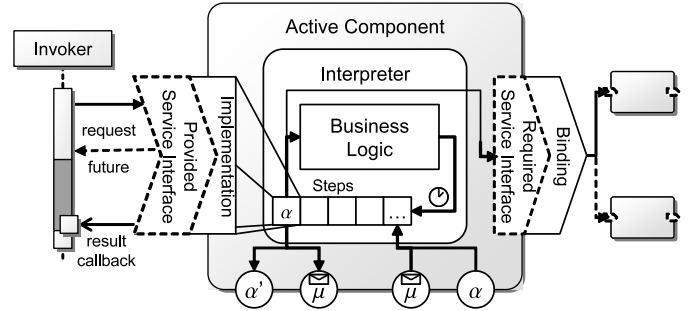 Active Component
Invoker
Interpreter
request
future
result
callback
Provided
Service Interface
Implementation
Business
Logic
Steps
α
...
Required
Service Interface
Binding
α'
μ
μ
α